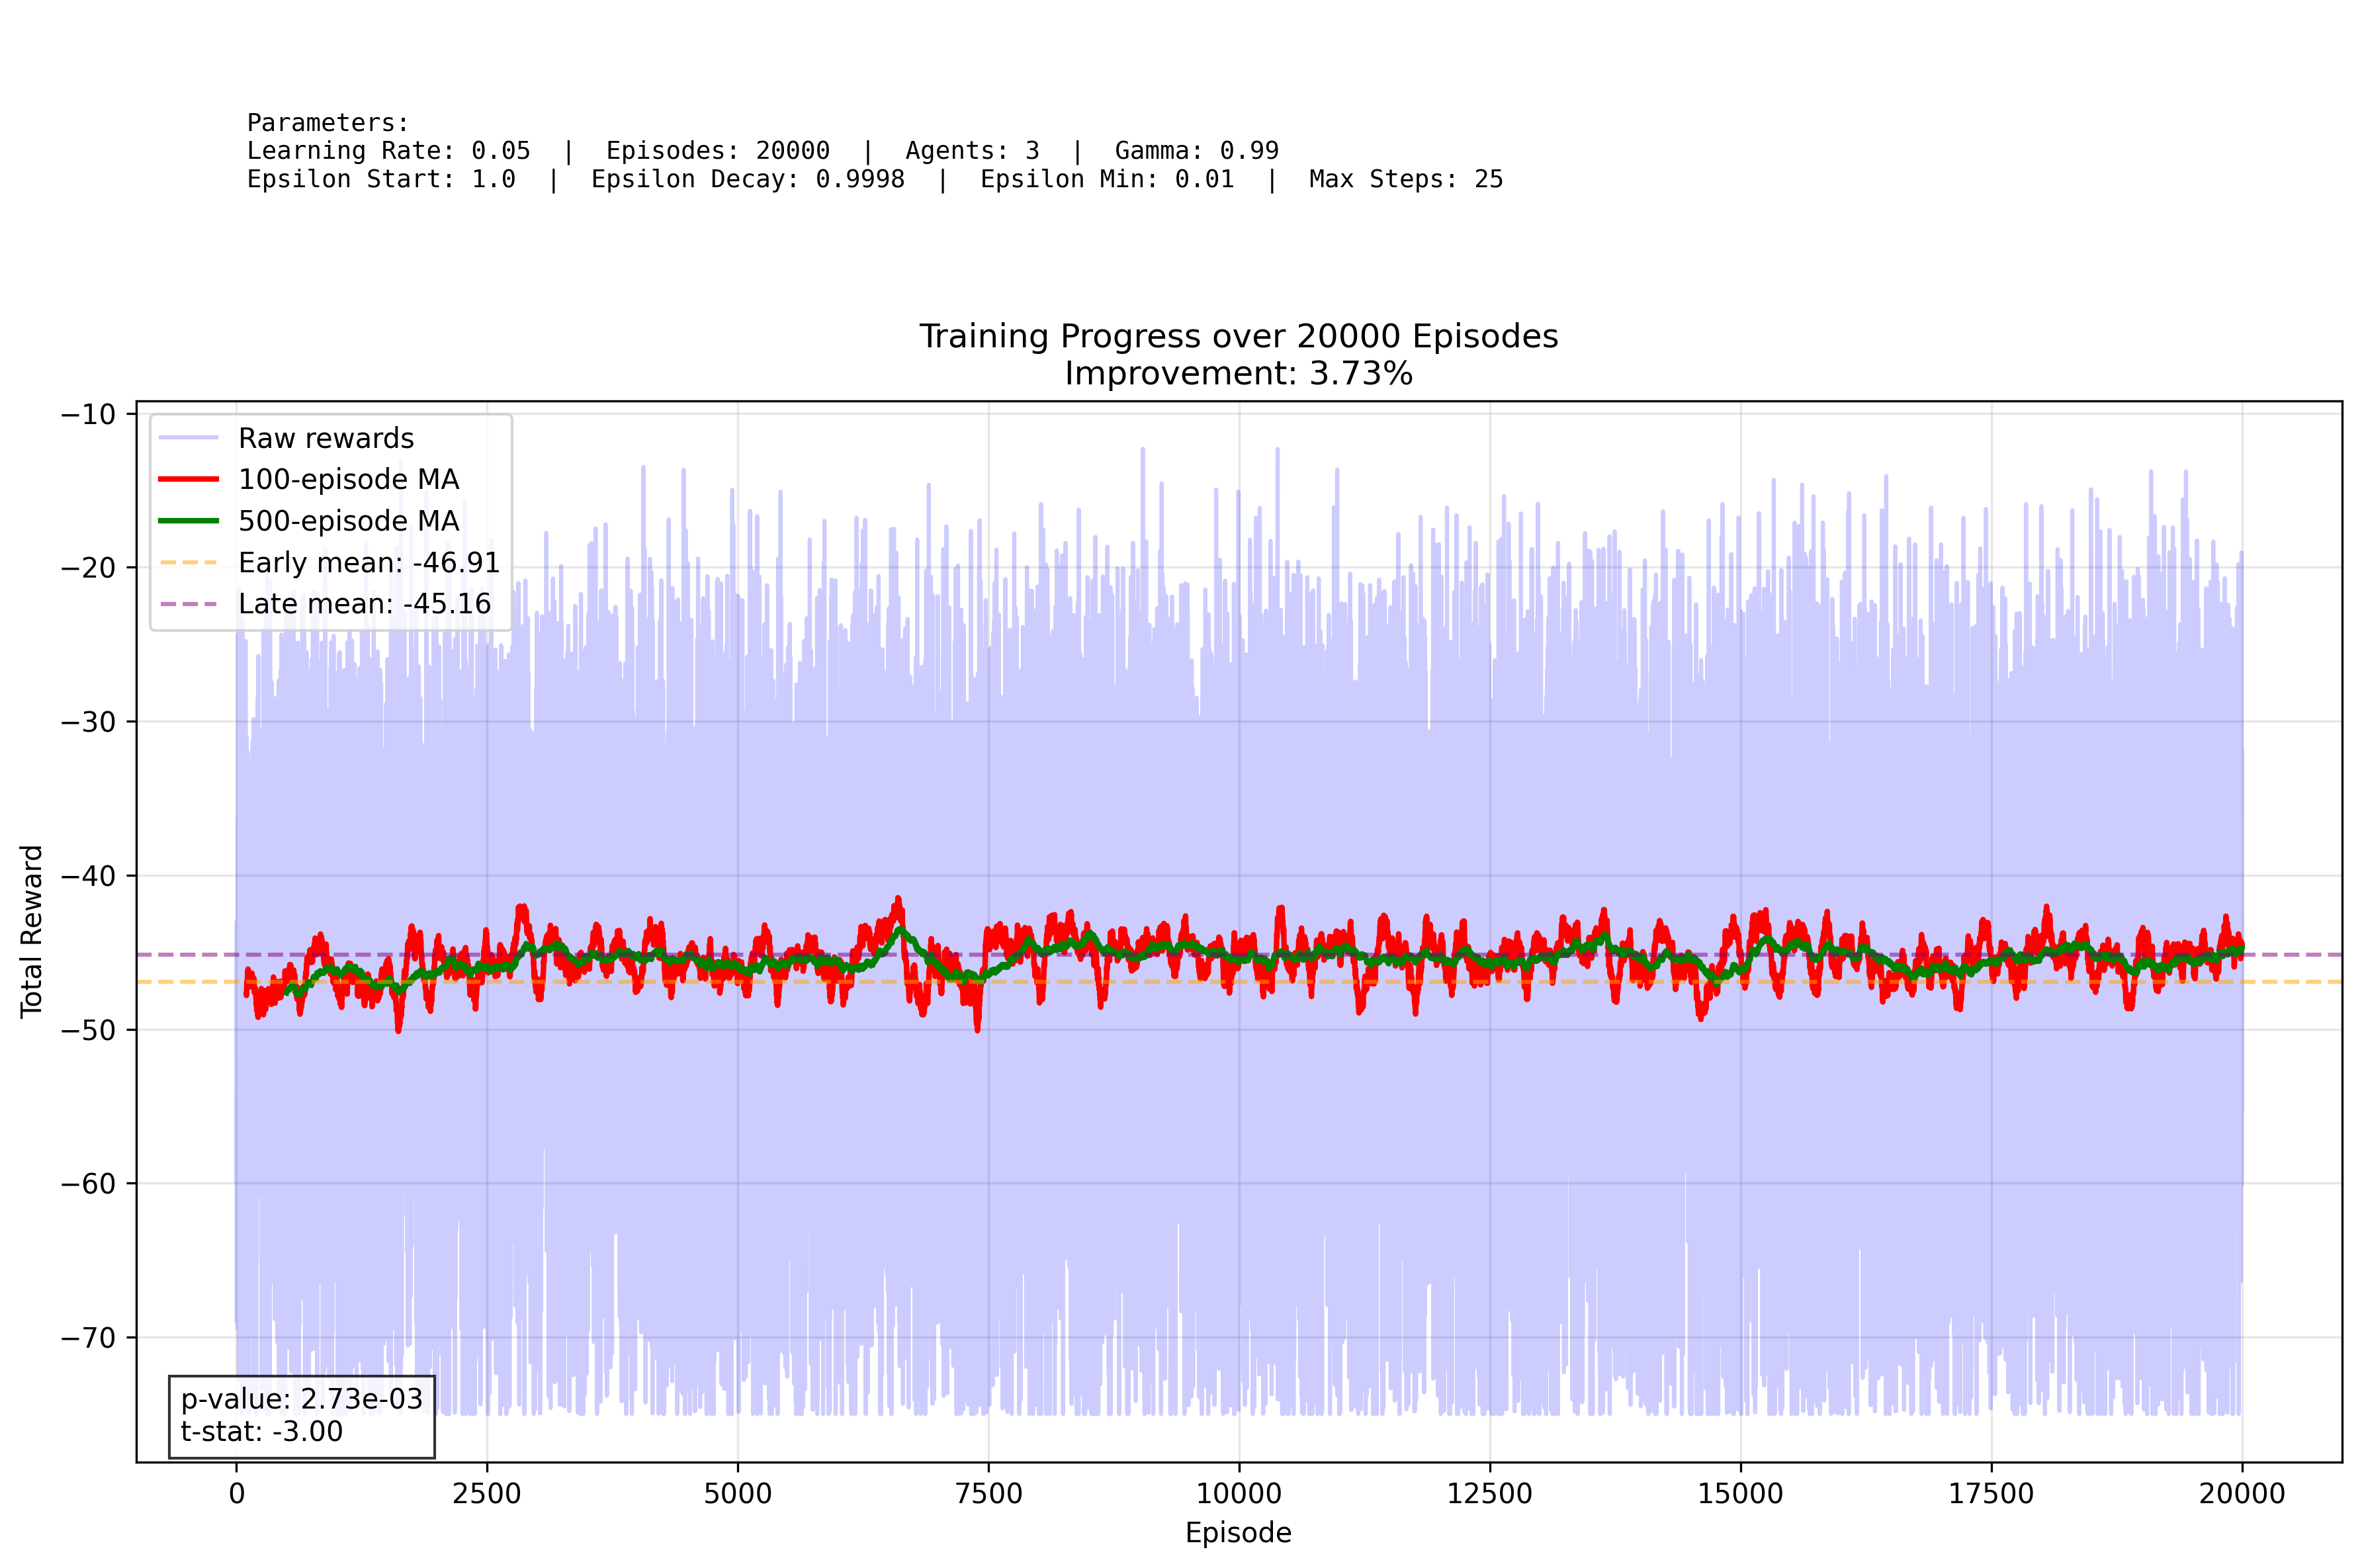 Parameters:
Learning Rate: 0.05  |  Episodes: 20000  |  Agents: 3  |  Gamma: 0.99
Epsilon Start: 1.0  |  Epsilon Decay: 0.9998  |  Epsilon Min: 0.01  |  Max Steps: 25
Training Progress over 20000 Episodes
Improvement: 3.73%
Raw rewards
100-episode MA
500-episode MA
Early mean: -46.91
Late mean: -45.16
−10
−20
−30
−40
−50
−60
−70
Total Reward
p-value: 2.73e-03
t-stat: -3.00
0 2500 5000 7500 10000 12500 15000 17500 20000
Episode